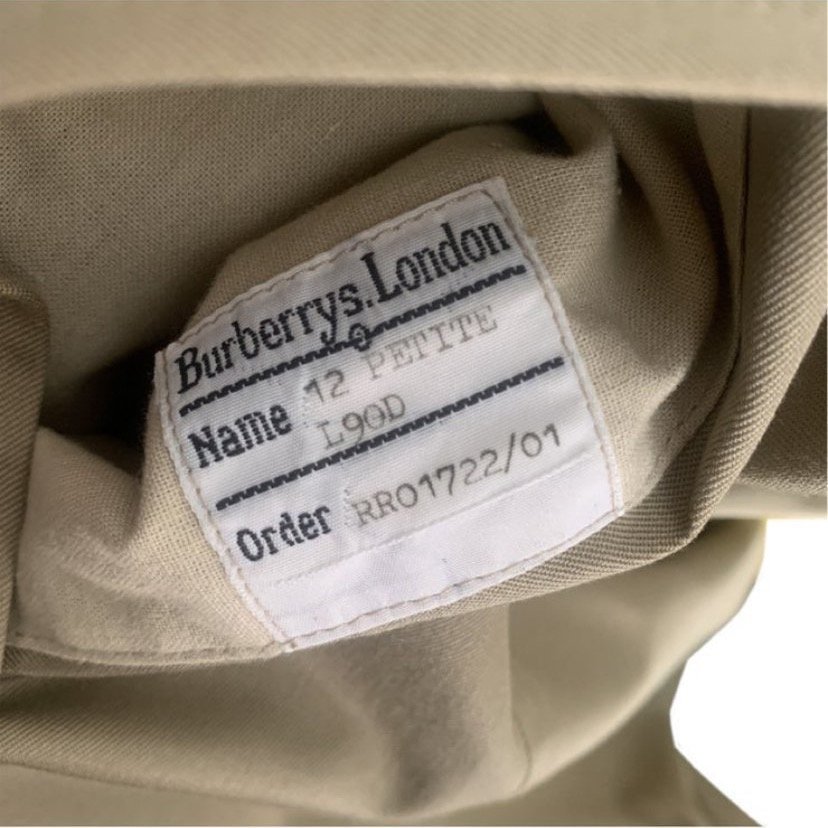 Burberrys.London
12 PETITE
Name L90D
Order RR01722/01